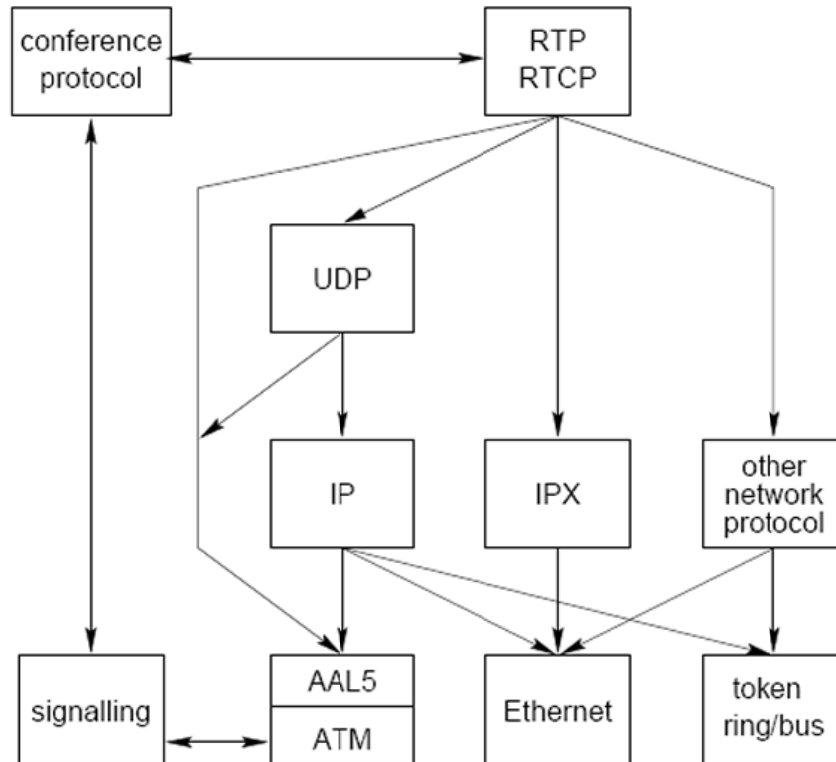 conference
protocol
RTP
RTCP
UDP
IP
IPX
other
network
protocol
signalling
AAL5
ATM
Ethernet
token
ring/bus